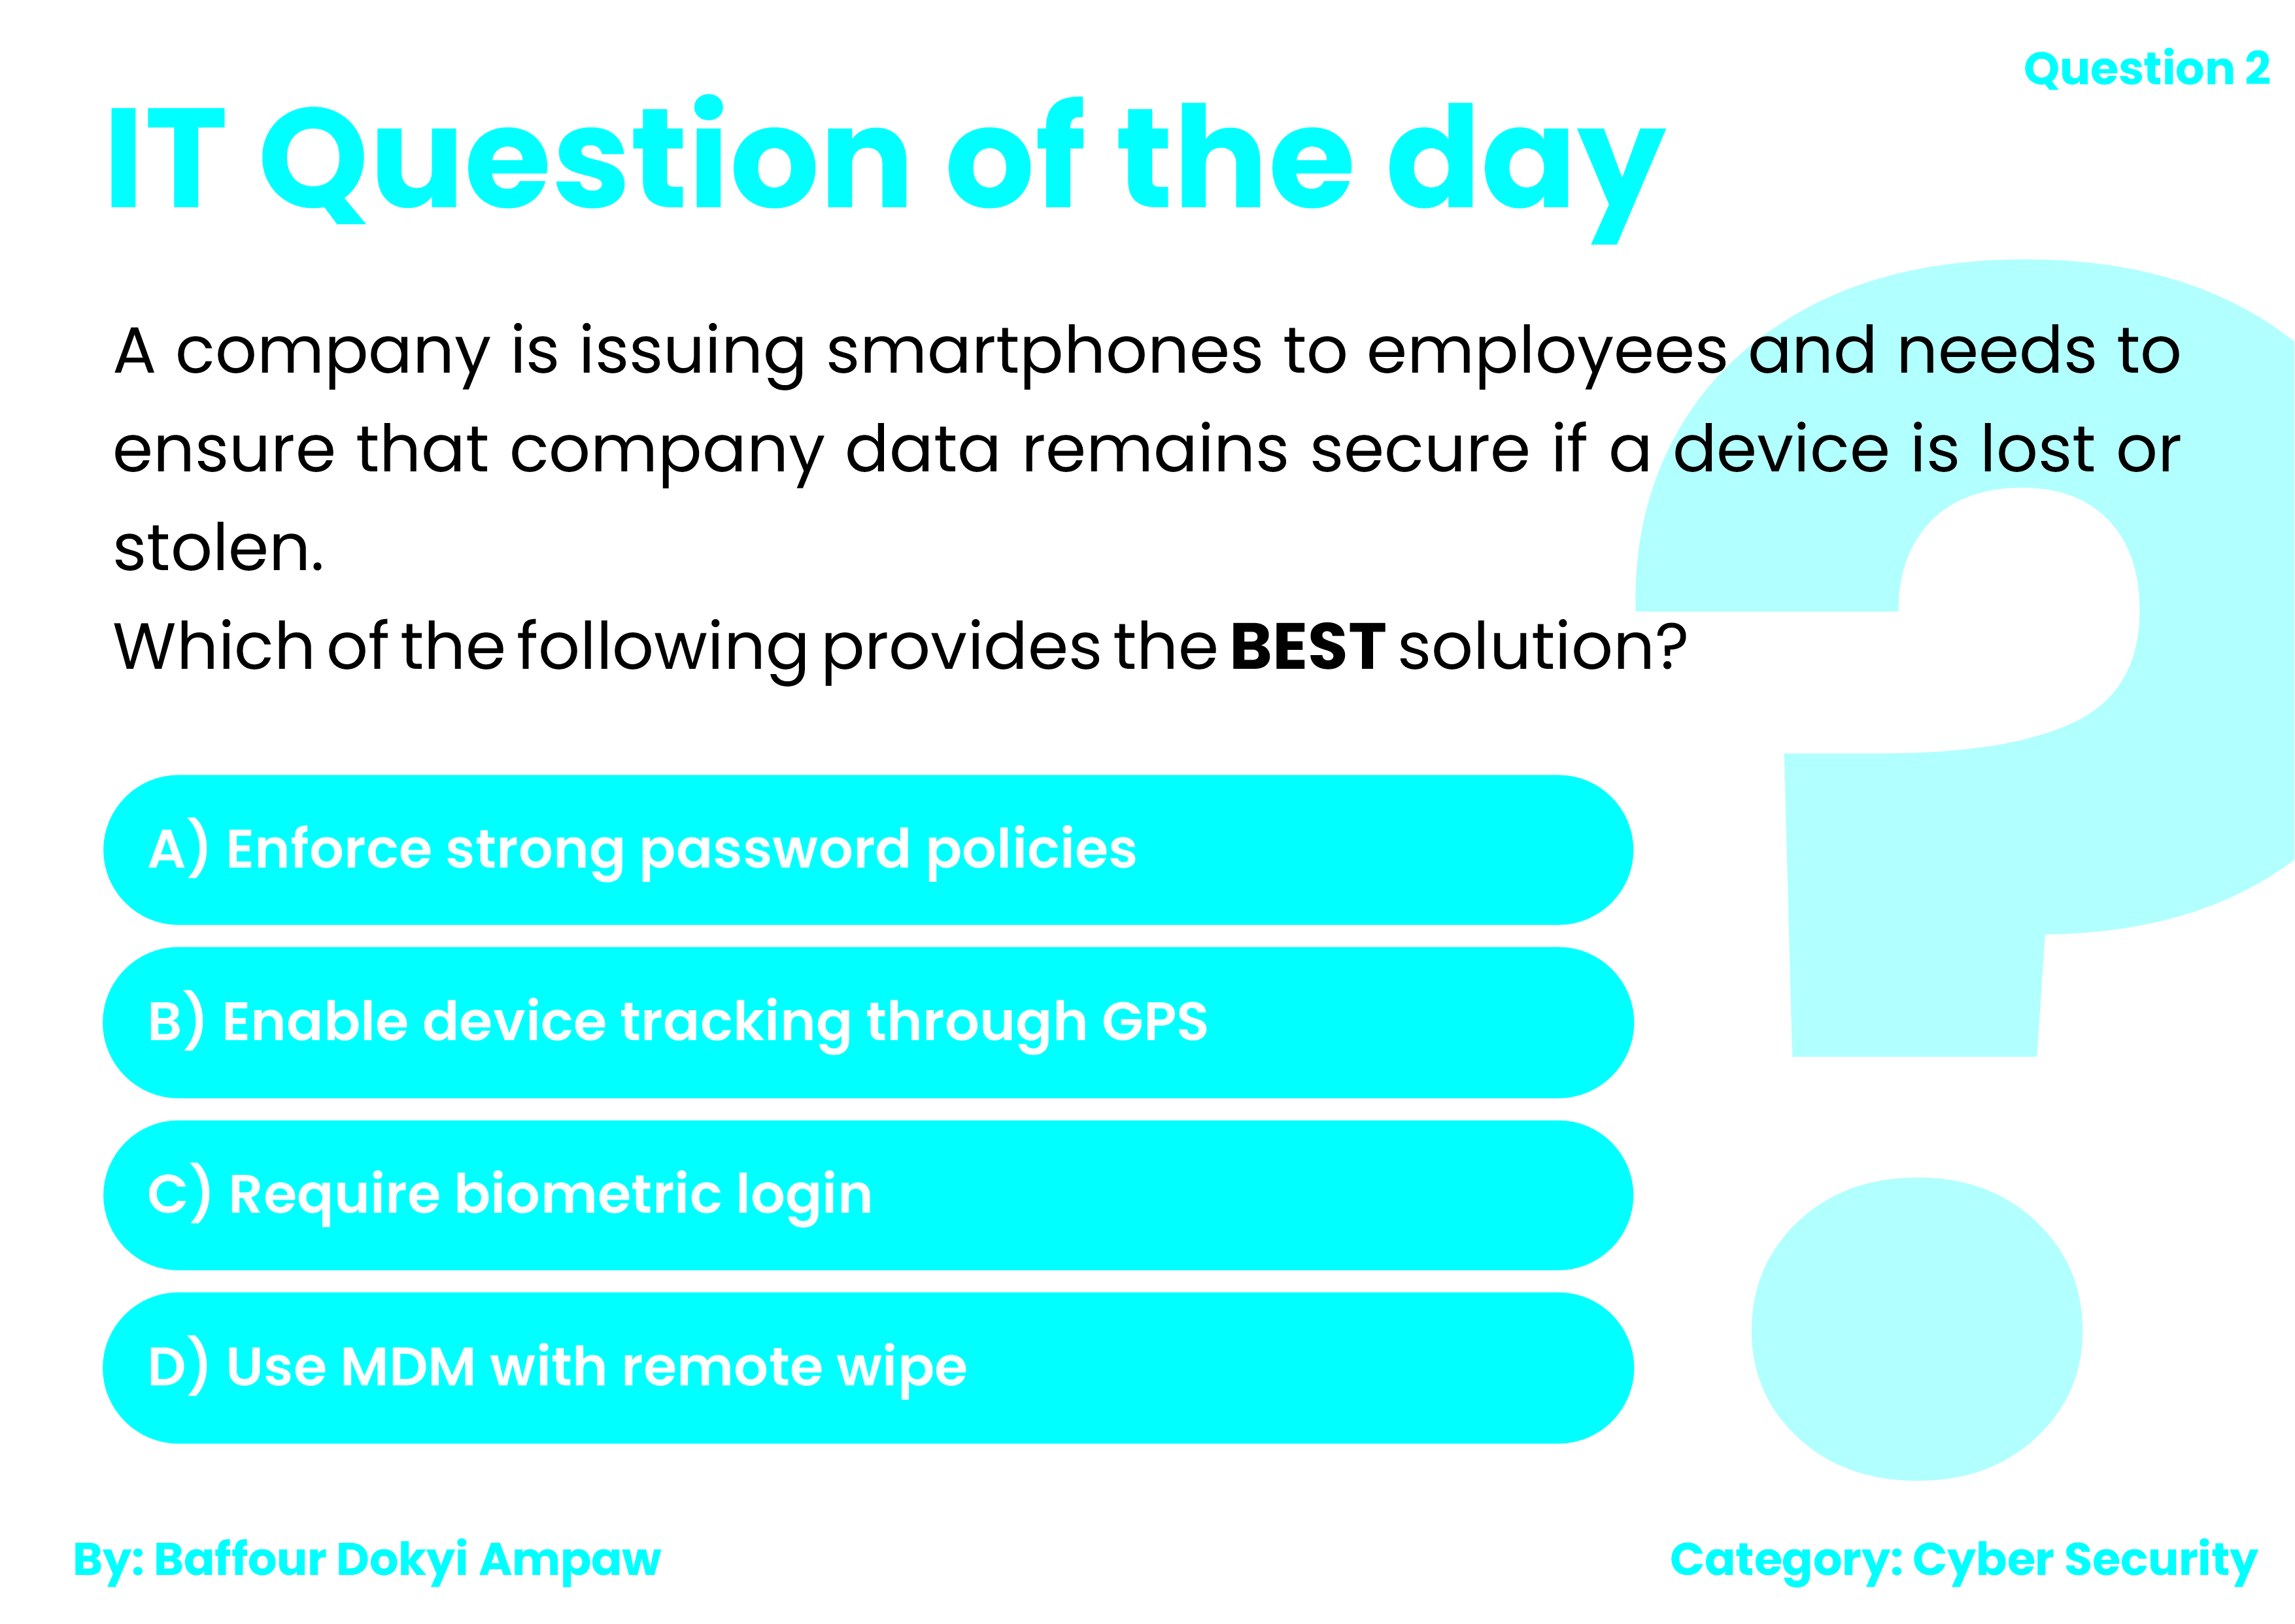 Question 2
IT Question of the day
A company is issuing smartphones to employees and needs to
ensure that company data remains secure if a device is lost or
stolen.
Which of the following provides the BEST solution?
A) Enforce strong password policies
B) Enable device tracking through GPS
C) Require biometric login
D) Use MDM with remote wipe
By: Baffour Dokyi Ampaw
Category: Cyber Security